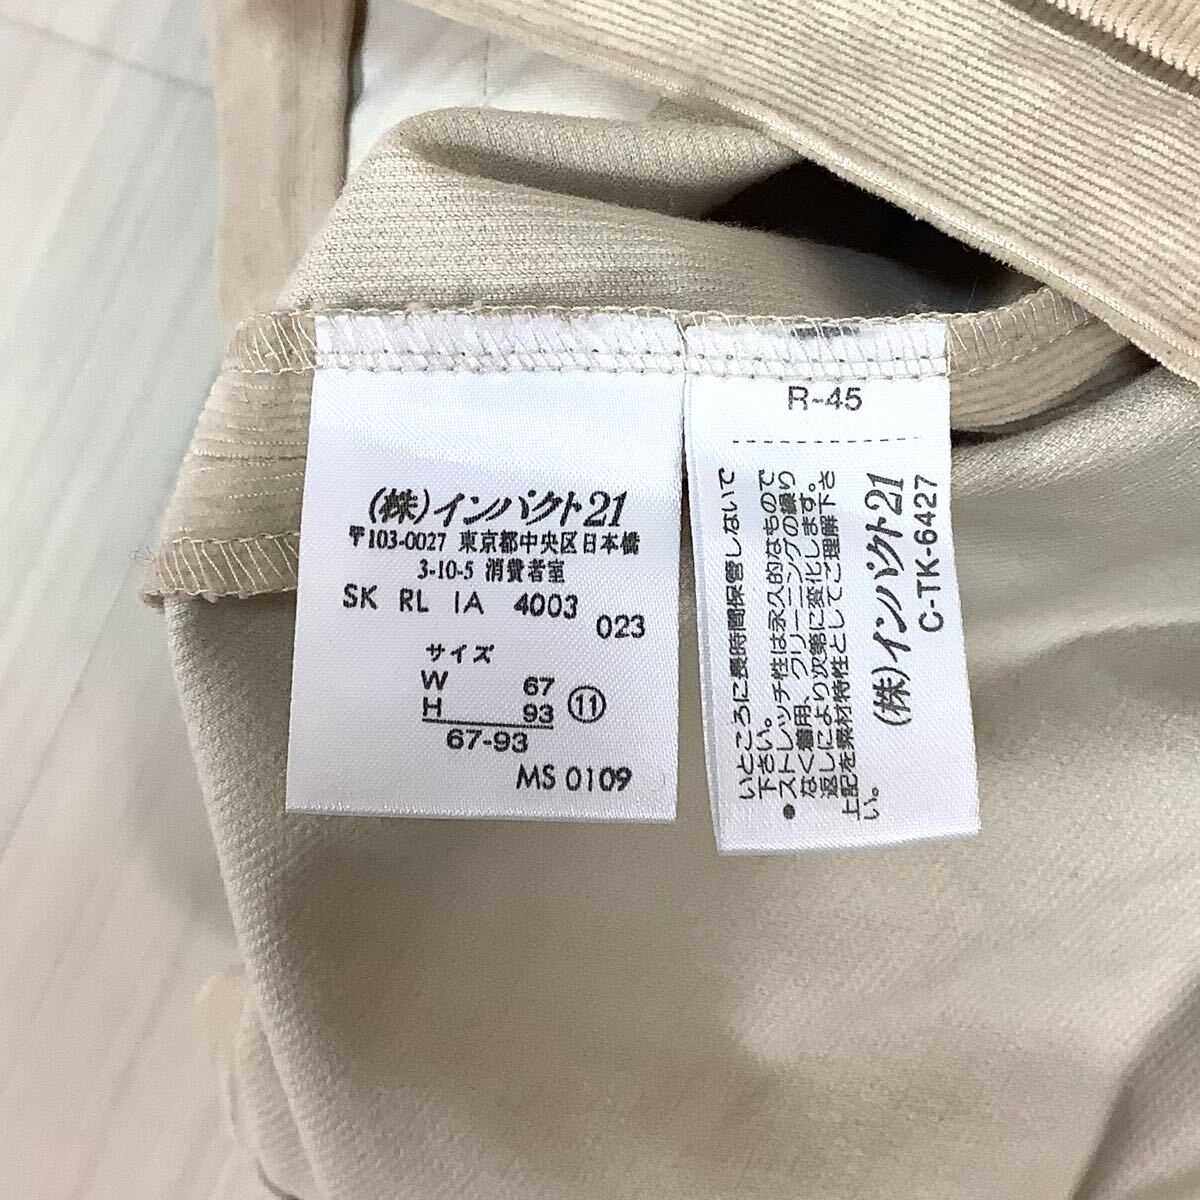 (株)インパクト21
〒103-0027 東京都中央区日本橋
3-10-5 消費者室
SK RL IA 4003
023
サイズ
W 67
H 93
⑪
67-93
MS 0109
R-45
いところに長時間保管しないで
下さい。
●ストレッチ性は永久的なもので
なく着用、クリーニングの繰り
返しにより次第に変化します。
上記を素材特性としてご理解下さ
い。
(株)インパクト21
C-TK-6427